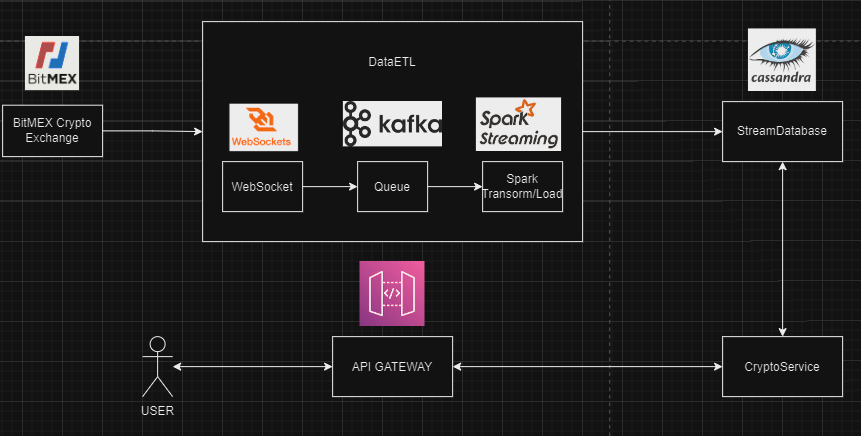 DataETL
BitMEX
BitMEX Crypto
Exchange
WebSockets
kafka
Spark
Streaming
cassandra
StreamDatabase
WebSocket
Queue
Spark
Transorm/Load
</>
API GATEWAY
CryptoService
USER